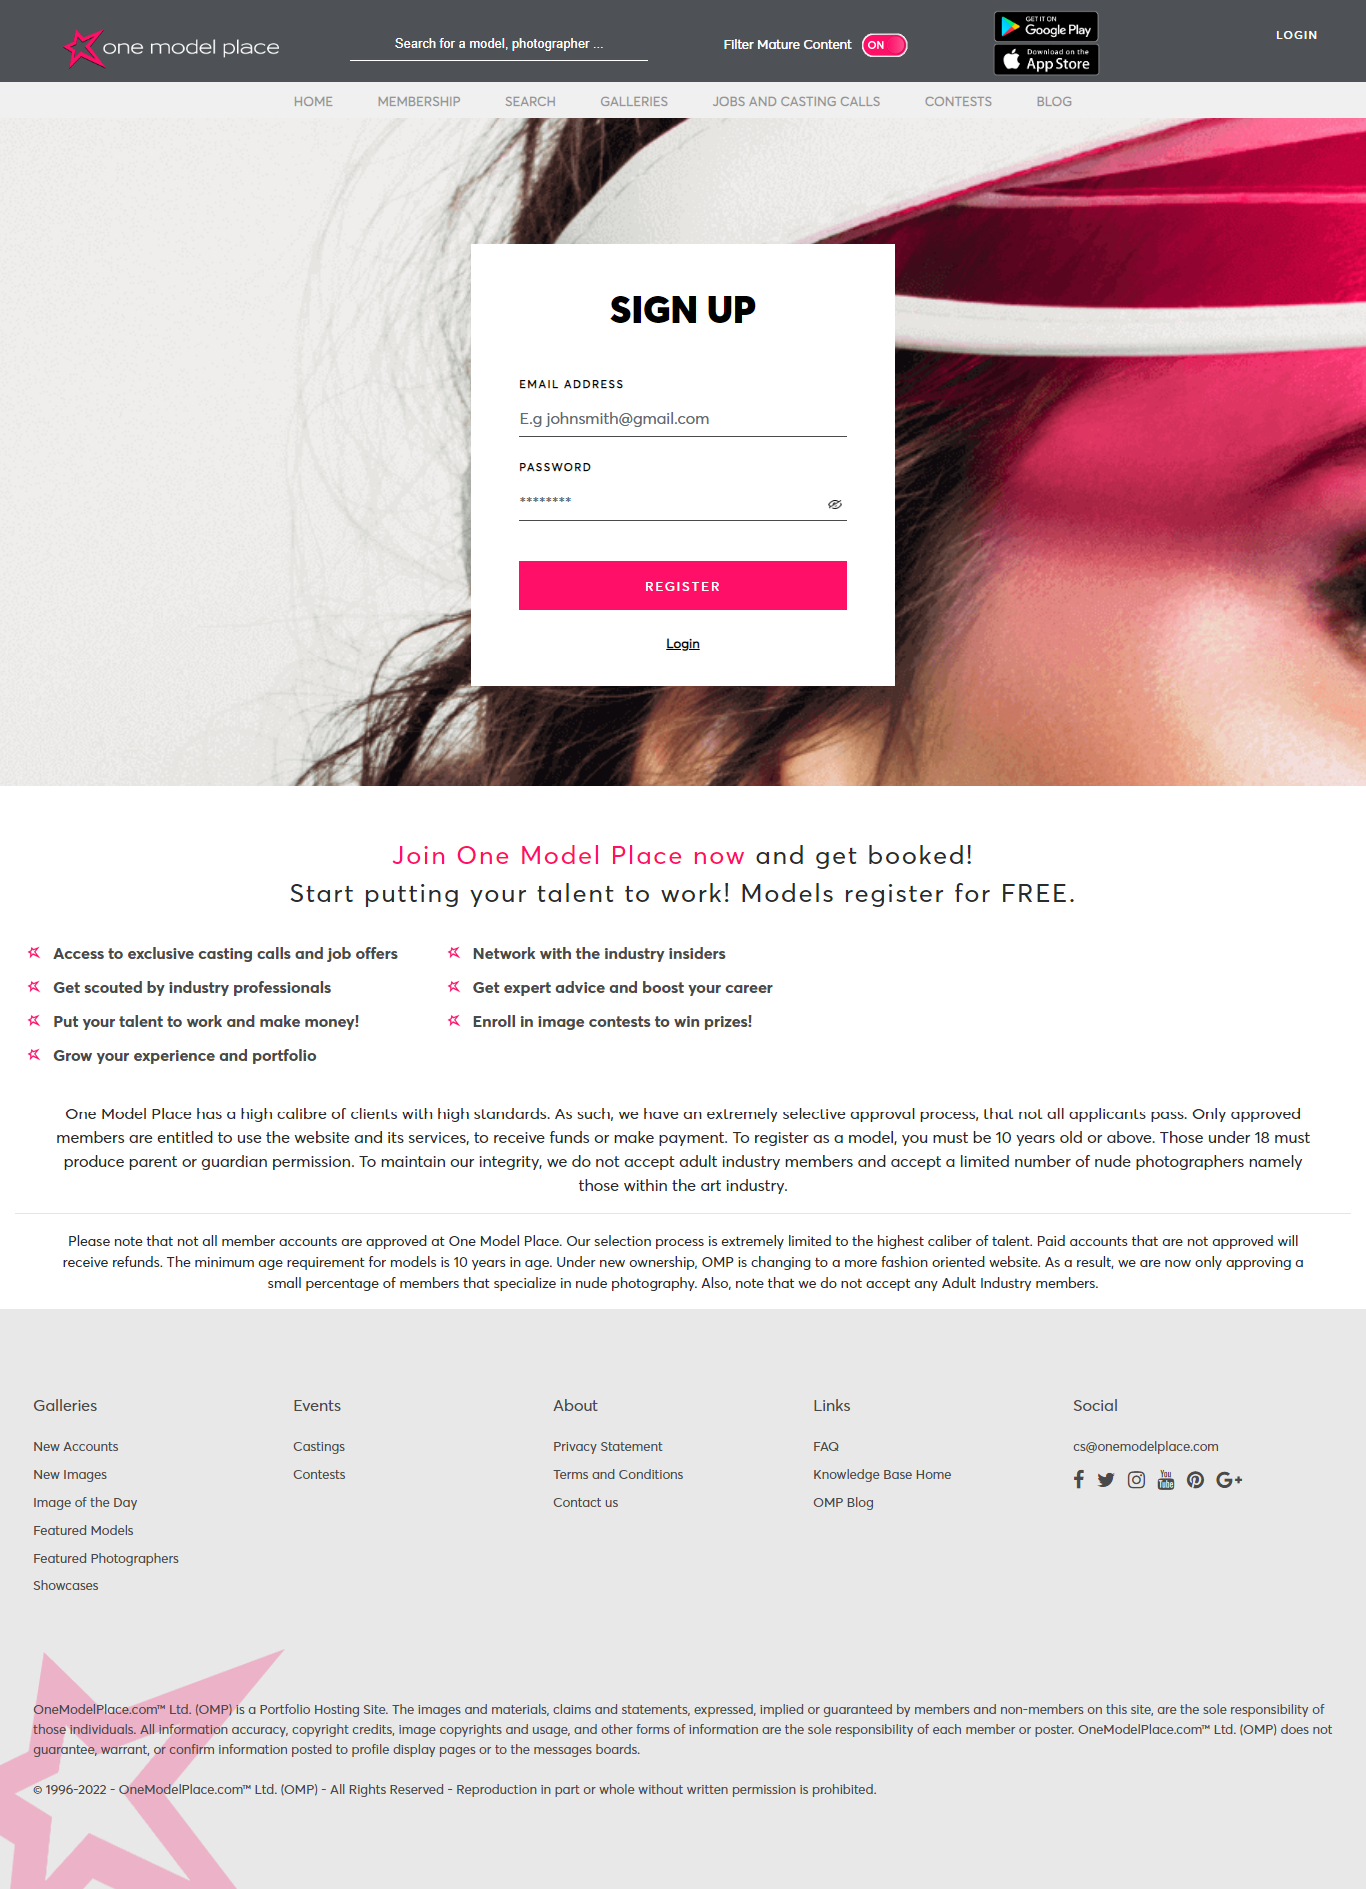 one model place
Search for a model, photographer ...
Filter Mature Content ON
GET IT ON
Google Play
Download on the
App Store
LOGIN
HOME MEMBERSHIP SEARCH GALLERIES JOBS AND CASTING CALLS CONTESTS BLOG
SIGN UP
EMAIL ADDRESS
E.g johnsmith@gmail.com
PASSWORD
********
REGISTER
Login
Join One Model Place now and get booked!
Start putting your talent to work! Models register for FREE.
Access to exclusive casting calls and job offers
Get scouted by industry professionals
Put your talent to work and make money!
Grow your experience and portfolio
Network with the industry insiders
Get expert advice and boost your career
Enroll in image contests to win prizes!
One Model Place has a high calibre of clients with high standards. As such, we have an extremely selective approval process, that not all applicants pass. Only approved
members are entitled to use the website and its services, to receive funds or make payment. To register as a model, you must be 10 years old or above. Those under 18 must
produce parent or guardian permission. To maintain our integrity, we do not accept adult industry members and accept a limited number of nude photographers namely
those within the art industry.
Please note that not all member accounts are approved at One Model Place. Our selection process is extremely limited to the highest caliber of talent. Paid accounts that are not approved will
receive refunds. The minimum age requirement for models is 10 years in age. Under new ownership, OMP is changing to a more fashion oriented website. As a result, we are now only approving a
small percentage of members that specialize in nude photography. Also, note that we do not accept any Adult Industry members.
Galleries
New Accounts
New Images
Image of the Day
Featured Models
Featured Photographers
Showcases
Events
Castings
Contests
About
Privacy Statement
Terms and Conditions
Contact us
Links
FAQ
Knowledge Base Home
OMP Blog
Social
cs@onemodelplace.com
You Tube G+
OneModelPlace.com™ Ltd. (OMP) is a Portfolio Hosting Site. The images and materials, claims and statements, expressed, implied or guaranteed by members and non-members on this site, are the sole responsibility of
those individuals. All information accuracy, copyright credits, image copyrights and usage, and other forms of information are the sole responsibility of each member or poster. OneModelPlace.com™ Ltd. (OMP) does not
guarantee, warrant, or confirm information posted to profile display pages or to the messages boards.
© 1996-2022 - OneModelPlace.com™ Ltd. (OMP) - All Rights Reserved - Reproduction in part or whole without written permission is prohibited.